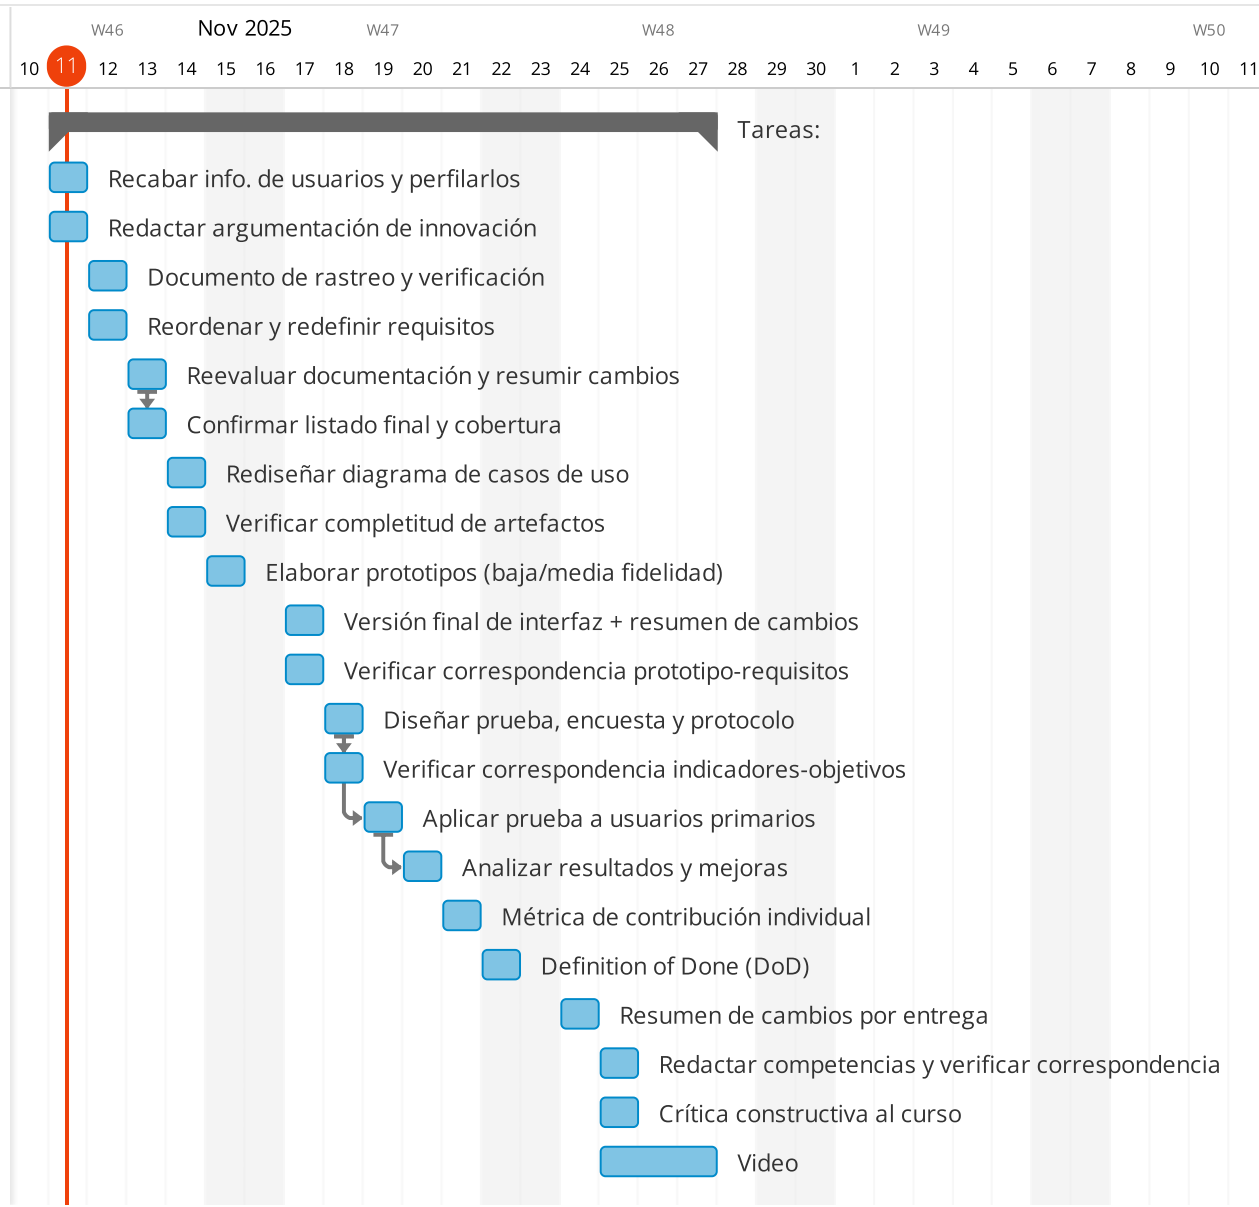 W46 Nov 2025 W47 W48 W49 W50
10 11 12 13 14 15 16 17 18 19 20 21 22 23 24 25 26 27 28 29 30 1 2 3 4 5 6 7 8 9 10 11
Tareas:
Recabar info. de usuarios y perfilarlos
Redactar argumentación de innovación
Documento de rastreo y verificación
Reordenar y redefinir requisitos
Reevaluar documentación y resumir cambios
Confirmar listado final y cobertura
Rediseñar diagrama de casos de uso
Verificar completitud de artefactos
Elaborar prototipos (baja/media fidelidad)
Versión final de interfaz + resumen de cambios
Verificar correspondencia prototipo-requisitos
Diseñar prueba, encuesta y protocolo
Verificar correspondencia indicadores-objetivos
Aplicar prueba a usuarios primarios
Analizar resultados y mejoras
Métrica de contribución individual
Definition of Done (DoD)
Resumen de cambios por entrega
Redactar competencias y verificar correspondencia
Crítica constructiva al curso
Video